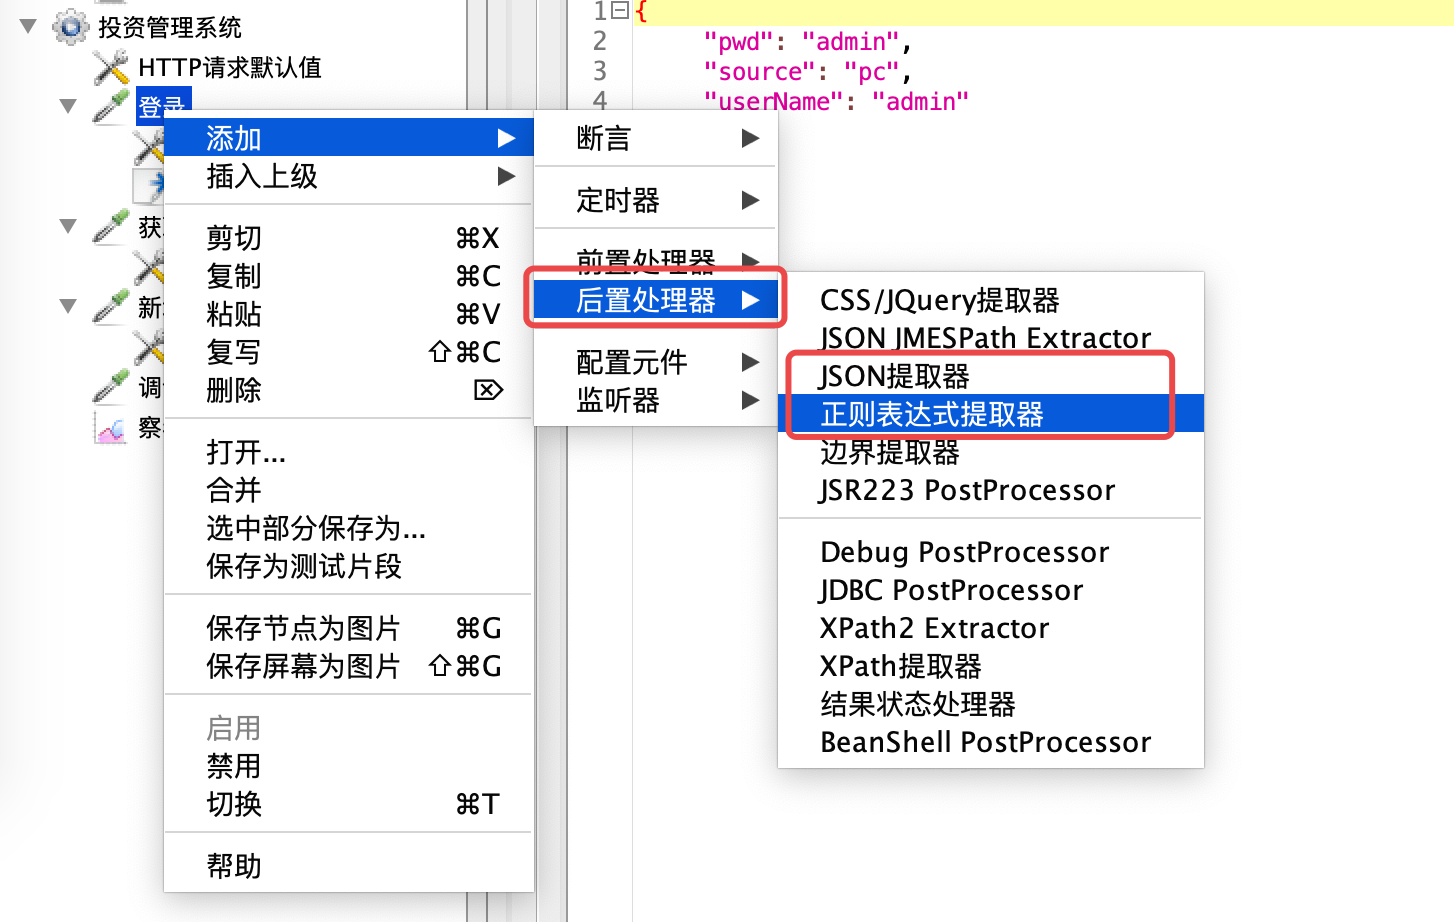 投资管理系统
HTTP请求默认值
登录
获
新
调
察
1 {
2 "pwd": "admin",
3 "source": "pc",
4 "userName": "admin"
添加
插入上级
剪切 ⌘X
复制 ⌘C
粘贴 ⌘V
复写 ⇧⌘C
删除 ⌦
打开...
合并
选中部分保存为...
保存为测试片段
保存节点为图片 ⌘G
保存屏幕为图片 ⇧⌘G
启用
禁用
切换 ⌘T
帮助
断言
定时器
前置处理器
后置处理器
配置元件
监听器
CSS/JQuery提取器
JSON JMESPath Extractor
JSON提取器
正则表达式提取器
边界提取器
JSR223 PostProcessor
Debug PostProcessor
JDBC PostProcessor
XPath2 Extractor
XPath提取器
结果状态处理器
BeanShell PostProcessor